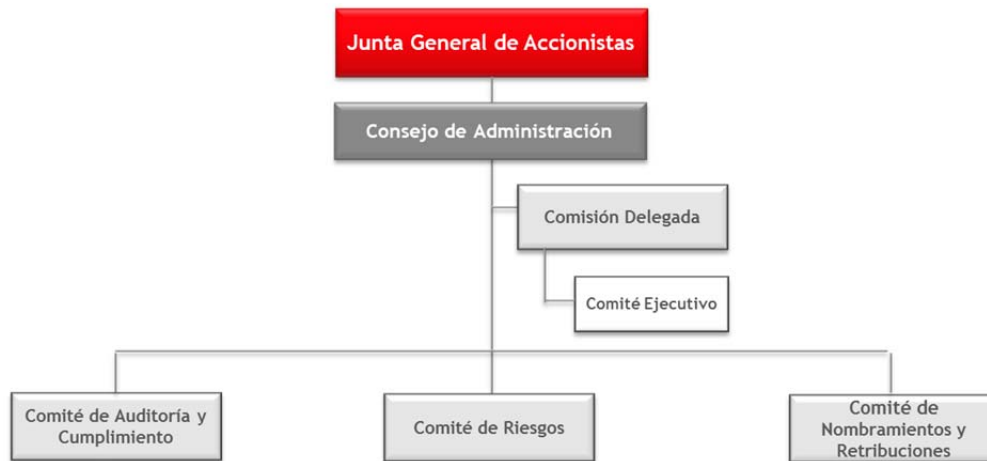 Junta General de Accionistas
Consejo de Administración
Comisión Delegada
Comité Ejecutivo
Comité de Auditoría y
Cumplimiento
Comité de Riesgos
Comité de
Nombramientos y
Retribuciones